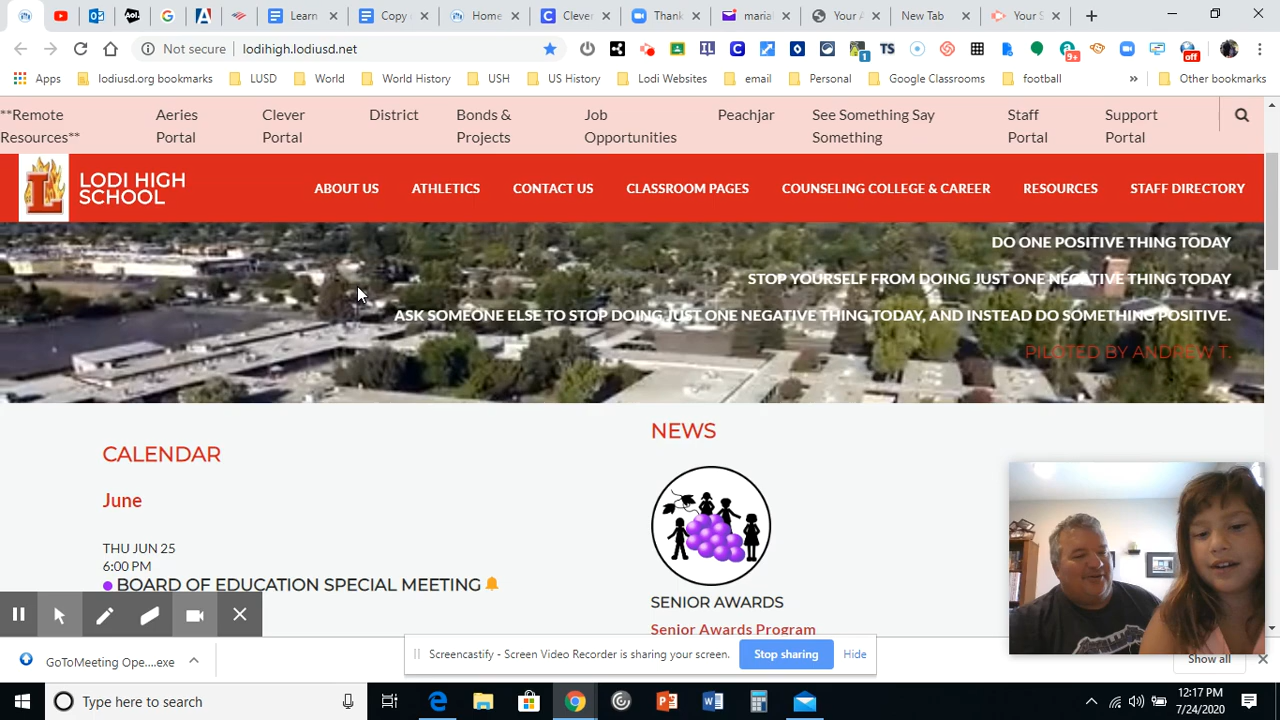 Aol.
Learn
Copy
Home
Clever
Thank
maria
Your A
New Tab
Your S
Not secure lodihigh.lodiusd.net
IL
C
TS
1
9+
off
Apps lodiusd.org bookmarks LUSD World World History USH US History Lodi Websites email Personal Google Classrooms football » Other bookmarks
**Remote Resources**
Aeries Portal
Clever Portal
District
Bonds & Projects
Job Opportunities
Peachjar
See Something Say Something
Staff Portal
Support Portal
L
LODI HIGH
SCHOOL
ABOUT US ATHLETICS CONTACT US CLASSROOM PAGES COUNSELING COLLEGE & CAREER RESOURCES STAFF DIRECTORY
DO ONE POSITIVE THING TODAY
STOP YOURSELF FROM DOING JUST ONE NEGATIVE THING TODAY
ASK SOMEONE ELSE TO STOP DOING JUST ONE NEGATIVE THING TODAY, AND INSTEAD DO SOMETHING POSITIVE.
PILOTED BY ANDREW T.
CALENDAR
June
THU JUN 25
6:00 PM
BOARD OF EDUCATION SPECIAL MEETING
NEWS
SENIOR AWARDS
Senior Awards Program
GoToMeeting Ope....exe
Screencastify - Screen Video Recorder is sharing your screen. Stop sharing Hide
Show all
Type here to search
12:17 PM
7/24/2020